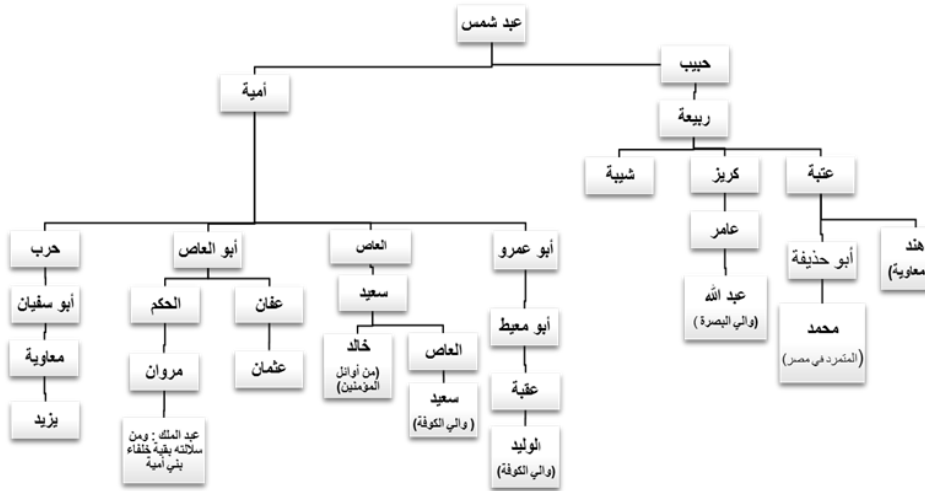 عبد شمس
حبيب
أمية
ربيعة
شيبة
كريز
عتبة
حرب
أبو العاص
العاص
أبو عمرو
عامر
أبو حذيفة
هند
معاوية)
أبو سفيان
الحكم
عفان
سعيد
أبو معيط
عبد الله
(والي البصرة )
محمد
(المتمرد في مصر)
معاوية
مروان
عثمان
خالد
(من أوائل
المؤمنين)
العاص
سعيد
( والي الكوفة)
عقبة
يزيد
عبد الملك : ومن
سلالته بقية خلفاء
بني أمية
الوليد
(والي الكوفة)